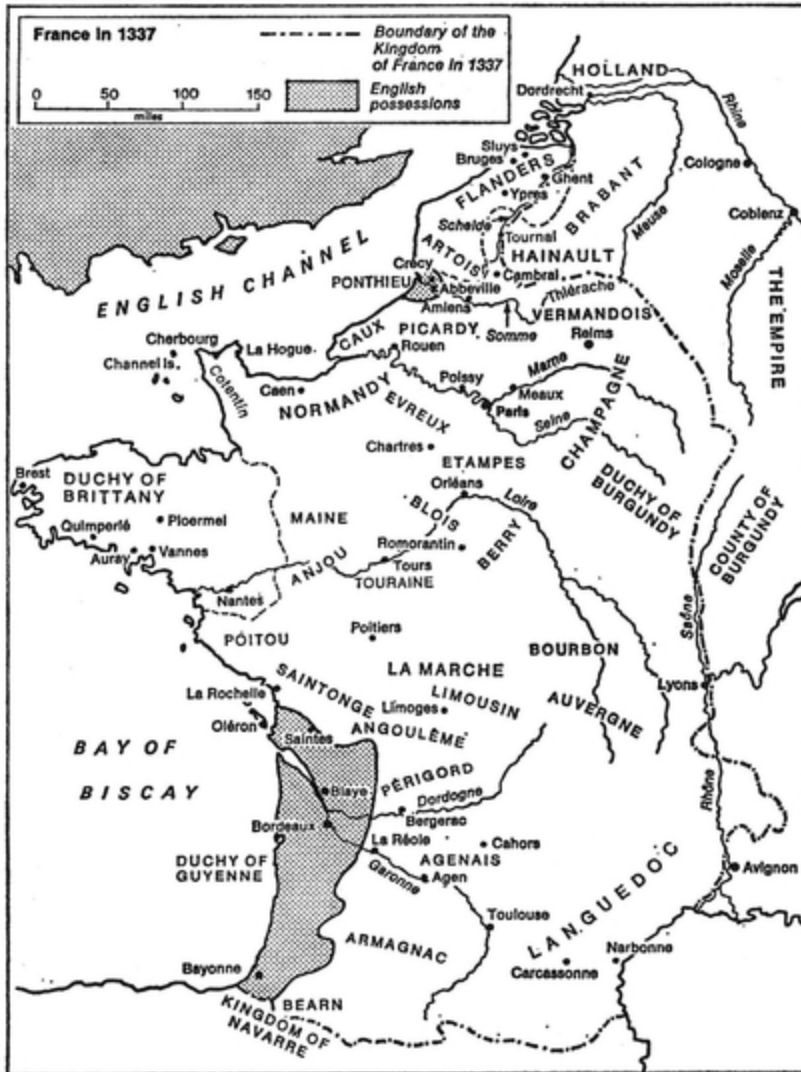 France In 1337
Boundary of the
Kingdom
of France In 1337
0 50 100 150
miles
English
possessions
HOLLAND
Dordrecht
Rhine
Sluys
Bruges
FLANDERS
Ghent
Cologne
Ypres
BRABANT
Coblenz
Schelde
Tournai
Meuse
ENGLISH CHANNEL
ARTOIS
HAINAULT
Moselle
Crécy
Cambrai
THE EMPIRE
PONTHIEU
Abbeville
Thiérache
Amiens
VERMANDOIS
CAUX
PICARDY
Somme
Reims
Cherbourg
La Hogue
Rouen
Channel Is.
Cotentin
Caen
Poissy
Marne
Meaux
NORMANDY
EVREUX
Paris
Seine
CHAMPAGNE
Chartres
ETAMPES
Brest
DUCHY OF
BRITTANY
Orléans
DUCHY OF
BURGUNDY
COUNTY OF
BURGUNDY
Quimperlé
Ploermel
MAINE
BLOIS
Loire
Auray
Vannes
ANJOU
Romorantin
BERRY
Tours
TOURAINE
Nantes
Saône
POITOU
Poitiers
BOURBON
LA MARCHE
Lyons
La Rochelle
SAINTONGE
LIMOUSIN
Limoges
AUVERGNE
Oléron
Saintes
ANGOULÊME
BAY OF
BISCAY
PÉRIGORD
Blaye
Dordogne
Rhône
Bergerac
Bordeaux
La Réole
Cahors
DUCHY OF
GUYENNE
AGENAIS
Garonne
Agen
Avignon
LANGUEDOC
Toulouse
ARMAGNAC
Narbonne
Bayonne
Carcassonne
BÉARN
KINGDOM OF
NAVARRE